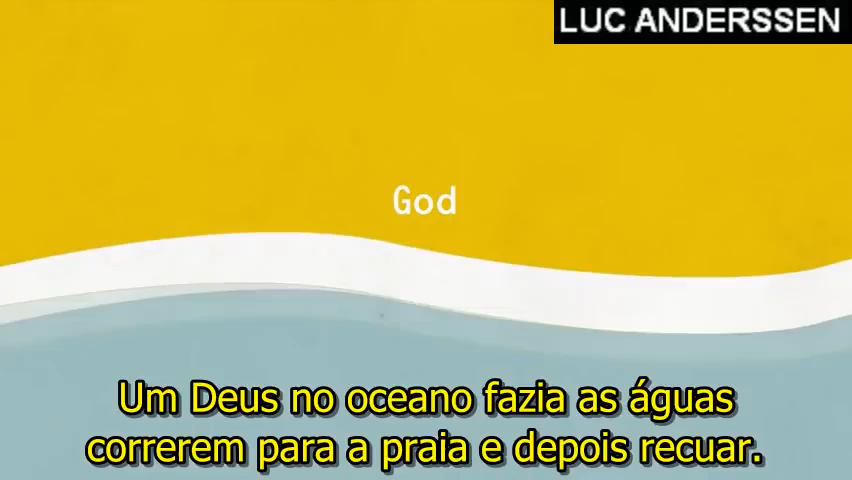 LUC ANDERSSEN
God
Um Deus no oceano fazia as águas
correrem para a praia e depois recuar.